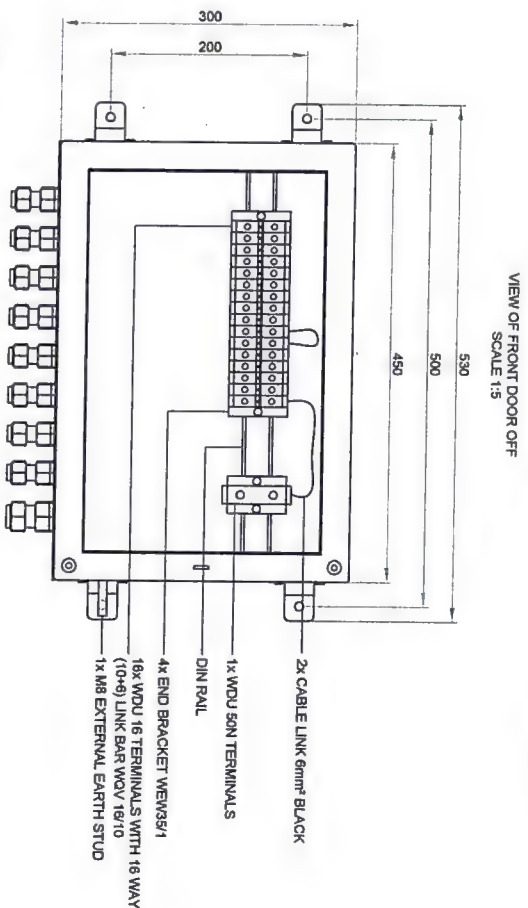 VIEW OF FRONT DOOR OFF
SCALE 1:5
530
500
450
300
200
2x CABLE LINK 6mm² BLACK
1x WDU 50N TERMINALS
DIN RAIL
4x END BRACKET WEW35/1
16x WDU 16 TERMINALS WITH 16 WAY
(10+6) LINK BAR WQV 16/10
1x M8 EXTERNAL EARTH STUD